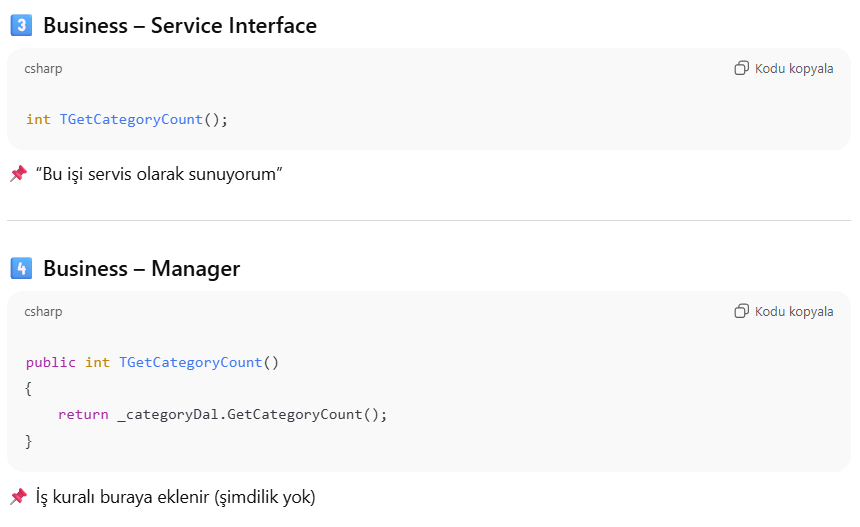 3 Business – Service Interface
csharp Kodu kopyala
int TGetCategoryCount();
📌 “Bu işi servis olarak sunuyorum”
4 Business – Manager
csharp Kodu kopyala
public int TGetCategoryCount()
{
    return _categoryDal.GetCategoryCount();
}
📌 İş kuralı buraya eklenir (şimdilik yok)